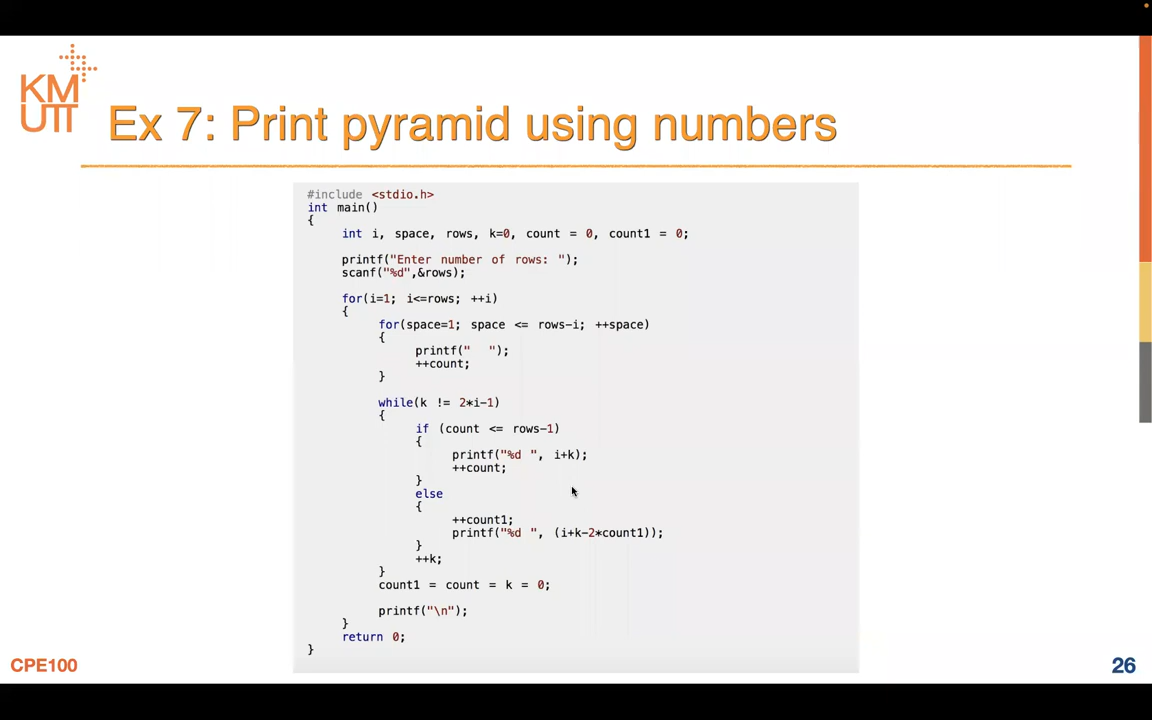 KM
UTT
Ex 7: Print pyramid using numbers
#include <stdio.h>
int main()
{
    int i, space, rows, k=0, count = 0, count1 = 0;
    printf("Enter number of rows: ");
    scanf("%d",&rows);
    for(i=1; i<=rows; ++i)
    {
        for(space=1; space <= rows-i; ++space)
        {
            printf("  ");
            ++count;
        }
        while(k != 2*i-1)
        {
            if (count <= rows-1)
            {
                printf("%d ", i+k);
                ++count;
            }
            else
            {
                ++count1;
                printf("%d ", (i+k-2*count1));
            }
            ++k;
        }
        count1 = count = k = 0;
        printf("\n");
    }
    return 0;
}
CPE100
26